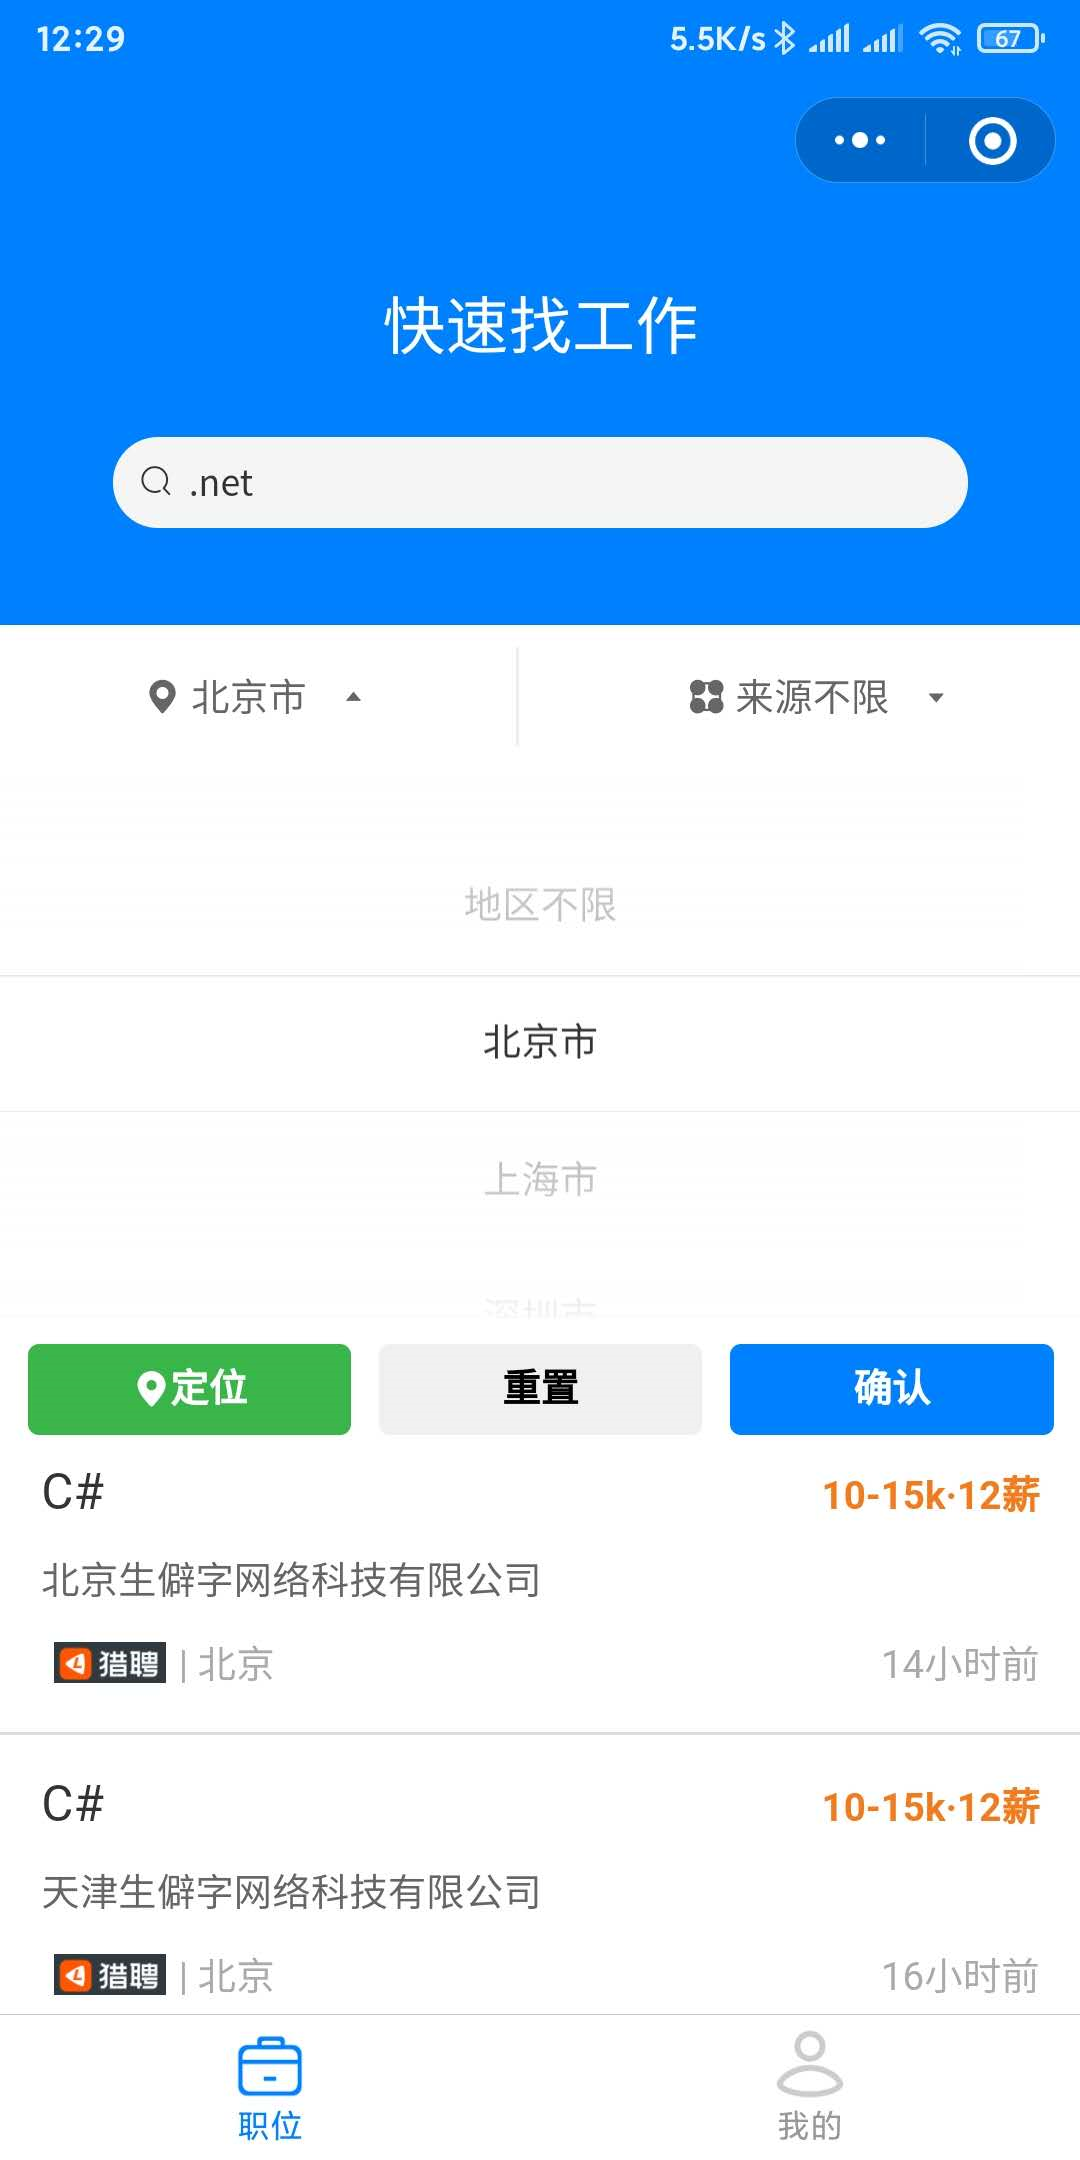 12:29 5.5K/s 67
快速找工作
.net
北京市 来源不限
地区不限
北京市
上海市
深圳市
定位 重置 确认
C# 10-15k·12薪
北京生僻字网络科技有限公司
猎聘 | 北京 14小时前
C# 10-15k·12薪
天津生僻字网络科技有限公司
猎聘 | 北京 16小时前
职位 我的